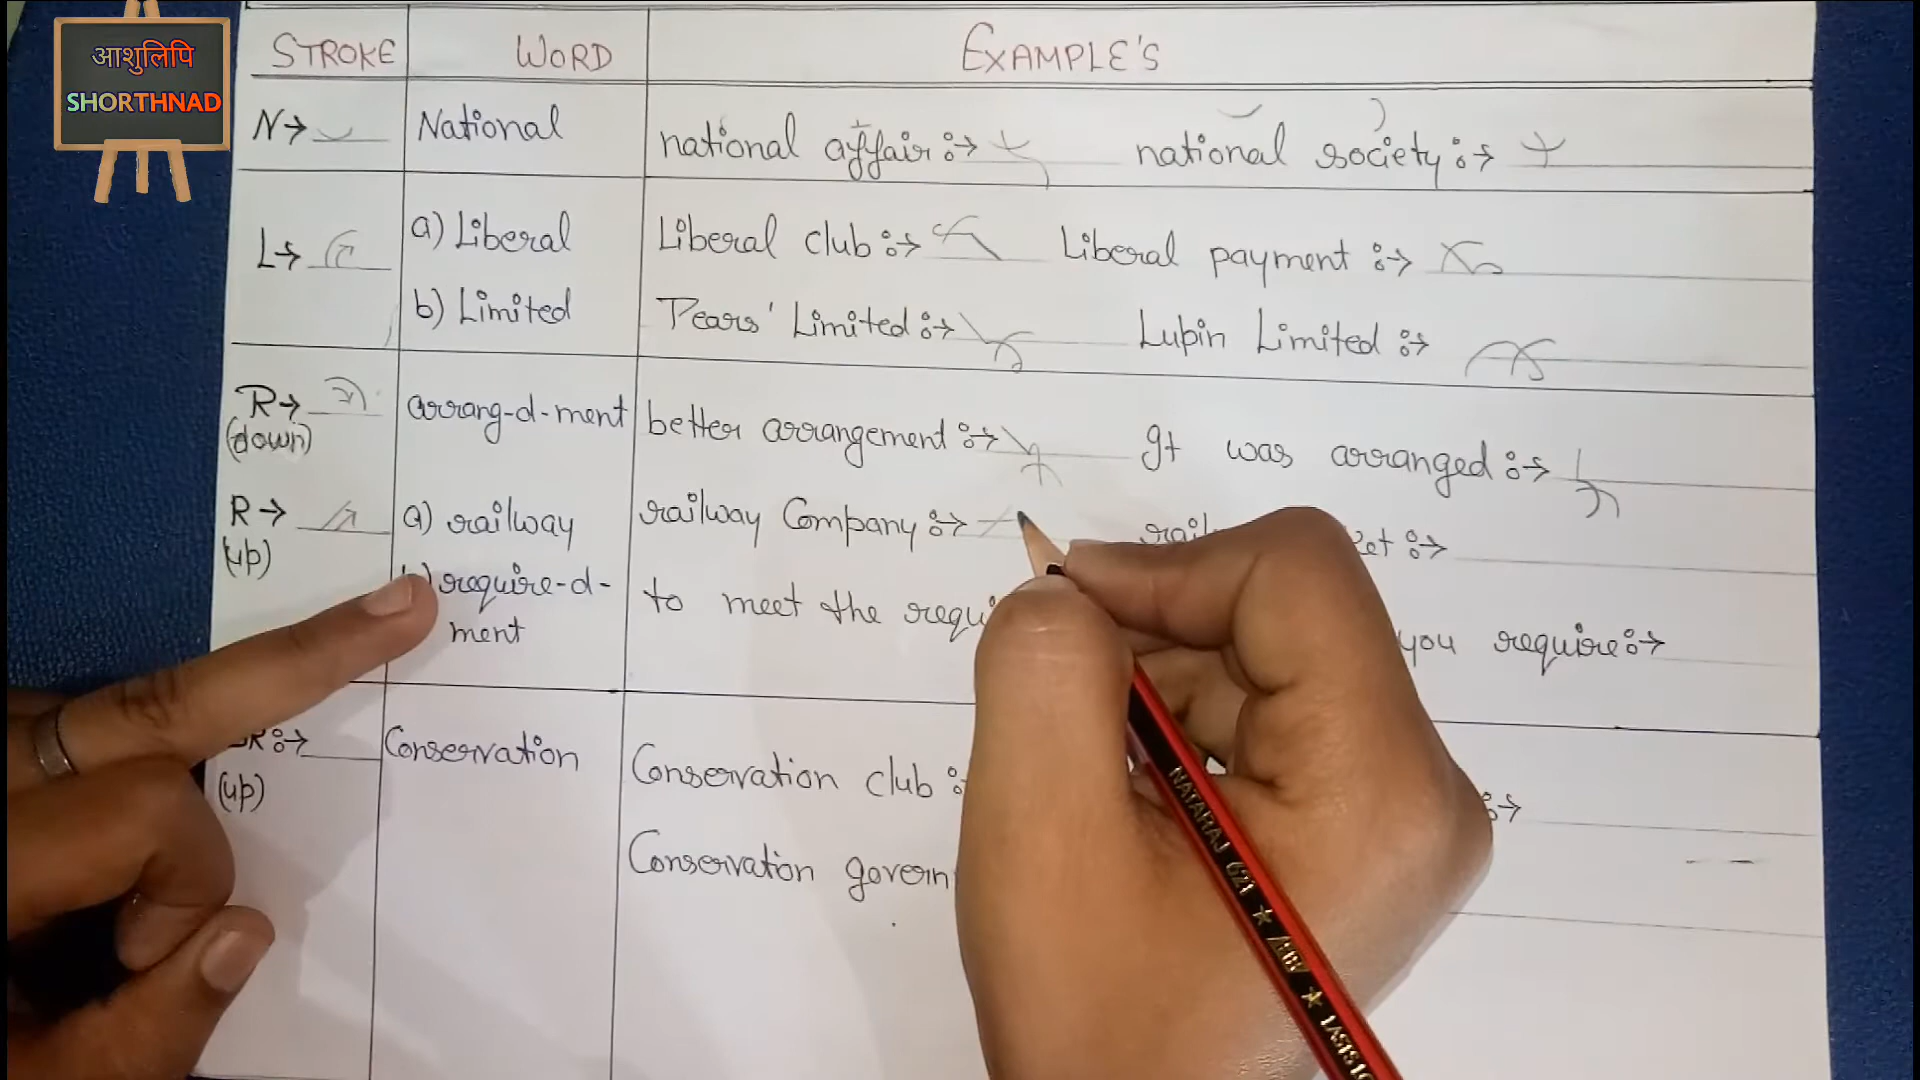 आशुलिपि
SHORTHNAD
STROKE WORD EXAMPLE'S
N→ National national affair :→ national society :→
L→ a) Liberal Liberal club :→ Liberal payment :→
b) Limited Pears' Limited :→ Lupin Limited :→
R→ (down) arrang-d-ment better arrangement :→ It was arranged :→
R→ (up) a) railway railway Company :→
require-d-ment to meet the you require :→
(up) Conservation Conservation club :
Conservation
NATARAJ 621